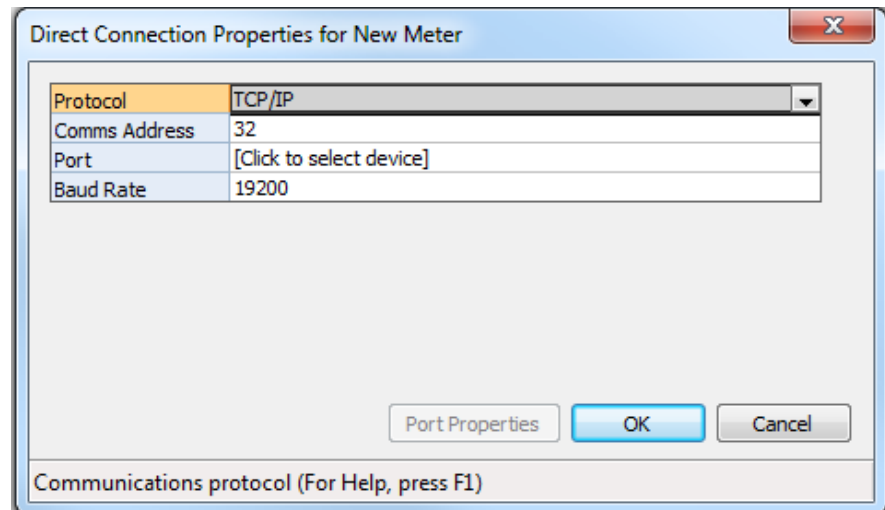 Direct Connection Properties for New Meter
Protocol TCP/IP
Comms Address 32
Port [Click to select device]
Baud Rate 19200
Port Properties OK Cancel
Communications protocol (For Help, press F1)